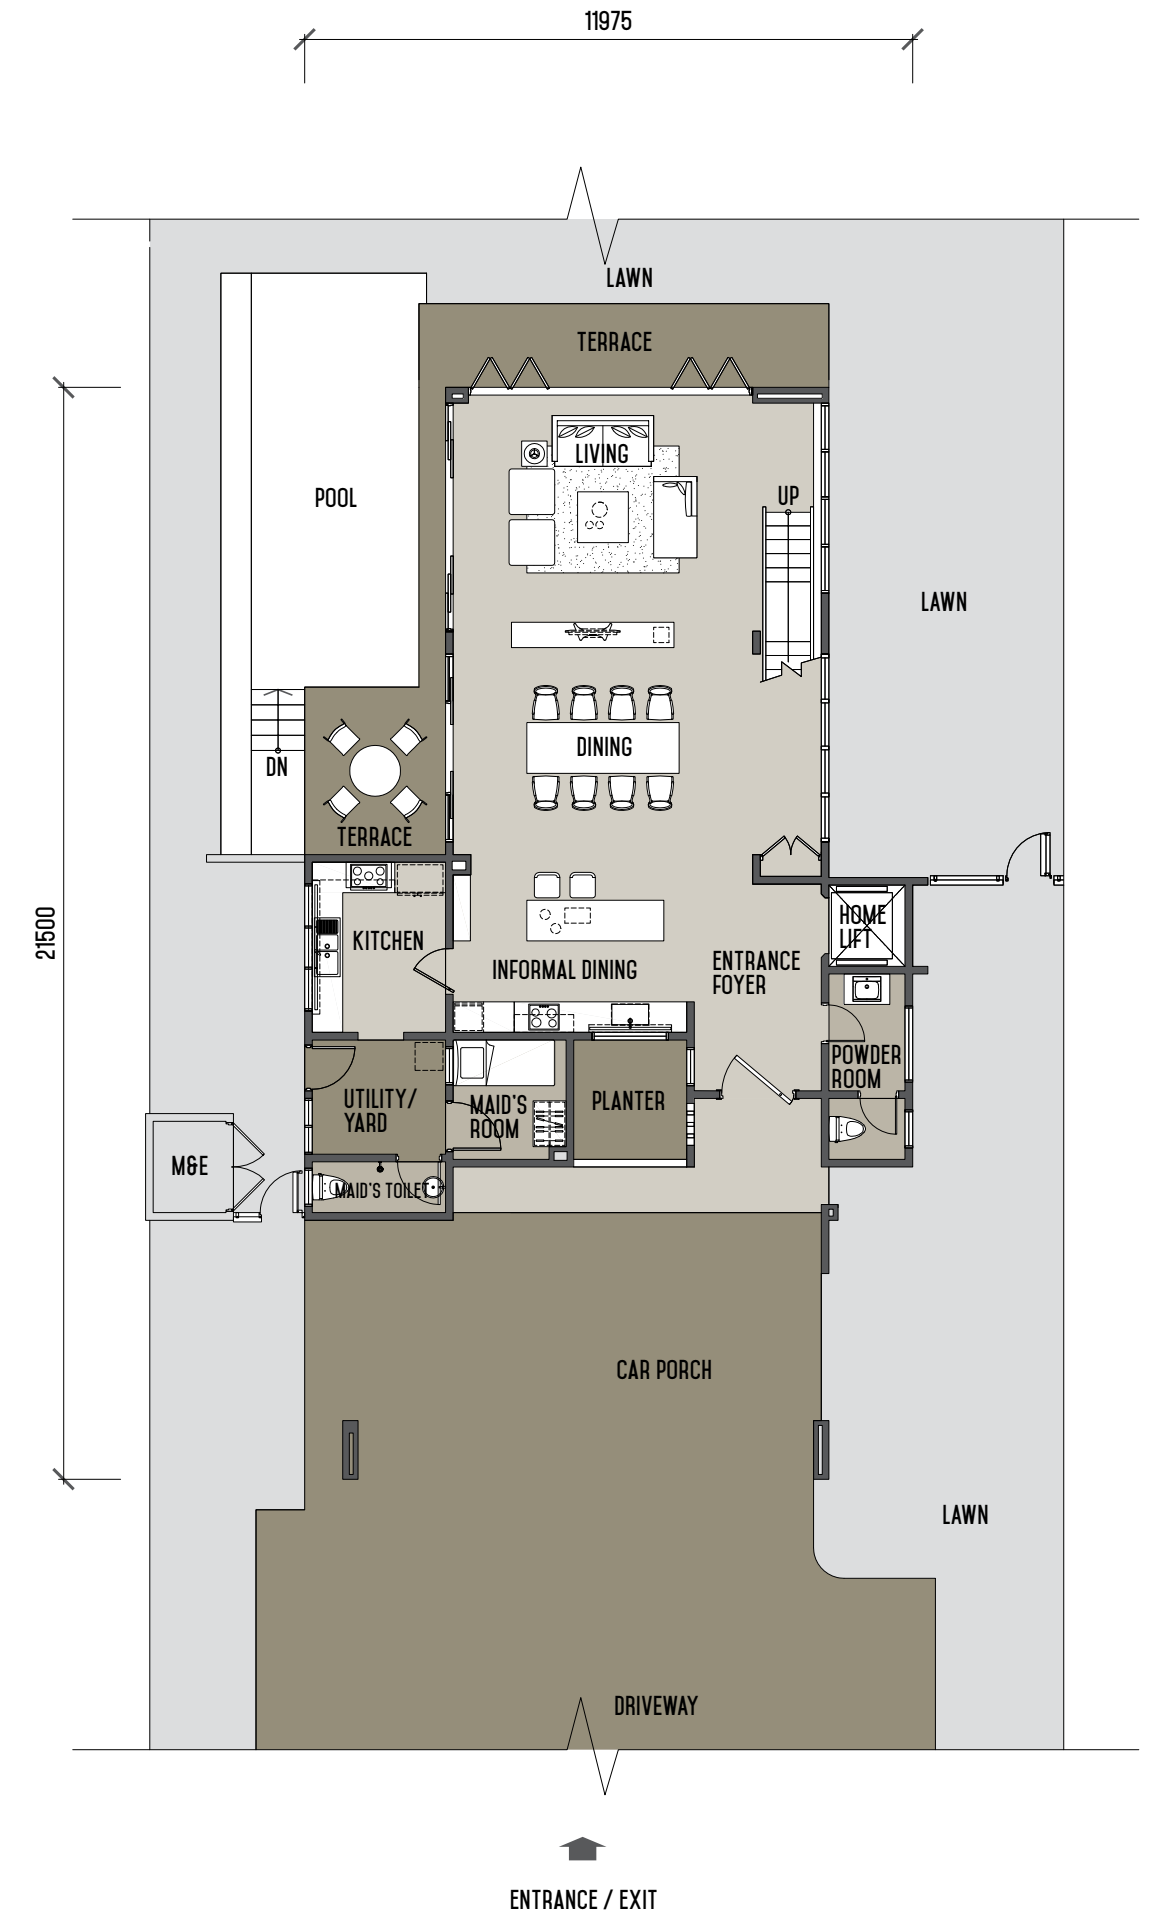 11975
LAWN
TERRACE
LIVING
UP
POOL
LAWN
DINING
DN
TERRACE
21500
KITCHEN
HOME
LIFT
INFORMAL DINING
ENTRANCE
FOYER
POWDER
ROOM
UTILITY/
YARD
MAID'S
ROOM
PLANTER
M&E
MAID'S TOILET
CAR PORCH
LAWN
DRIVEWAY
ENTRANCE / EXIT